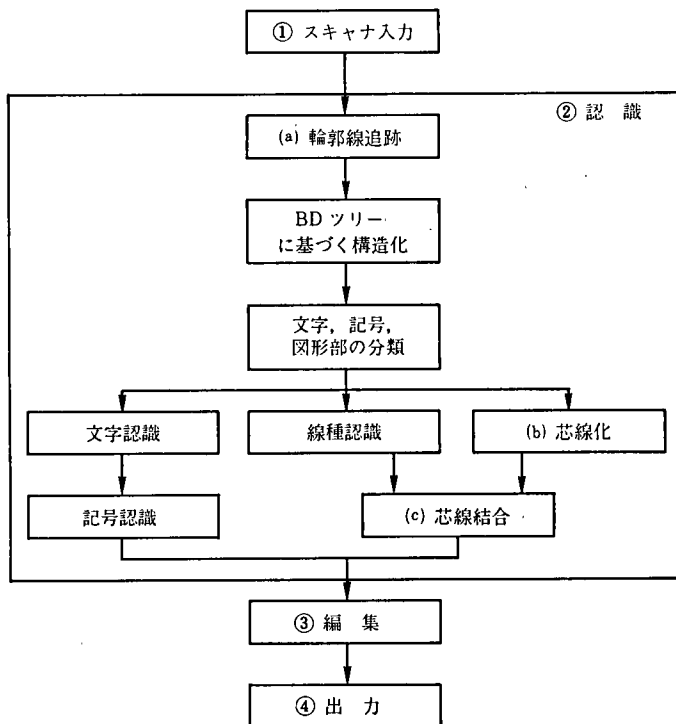 ① スキャナ入力
② 認 識
(a) 輪郭線追跡
BD ツリー
に基づく構造化
文字，記号，
図形部の分類
文字認識
線種認識
(b) 芯線化
記号認識
(c) 芯線結合
③ 編 集
④ 出 力